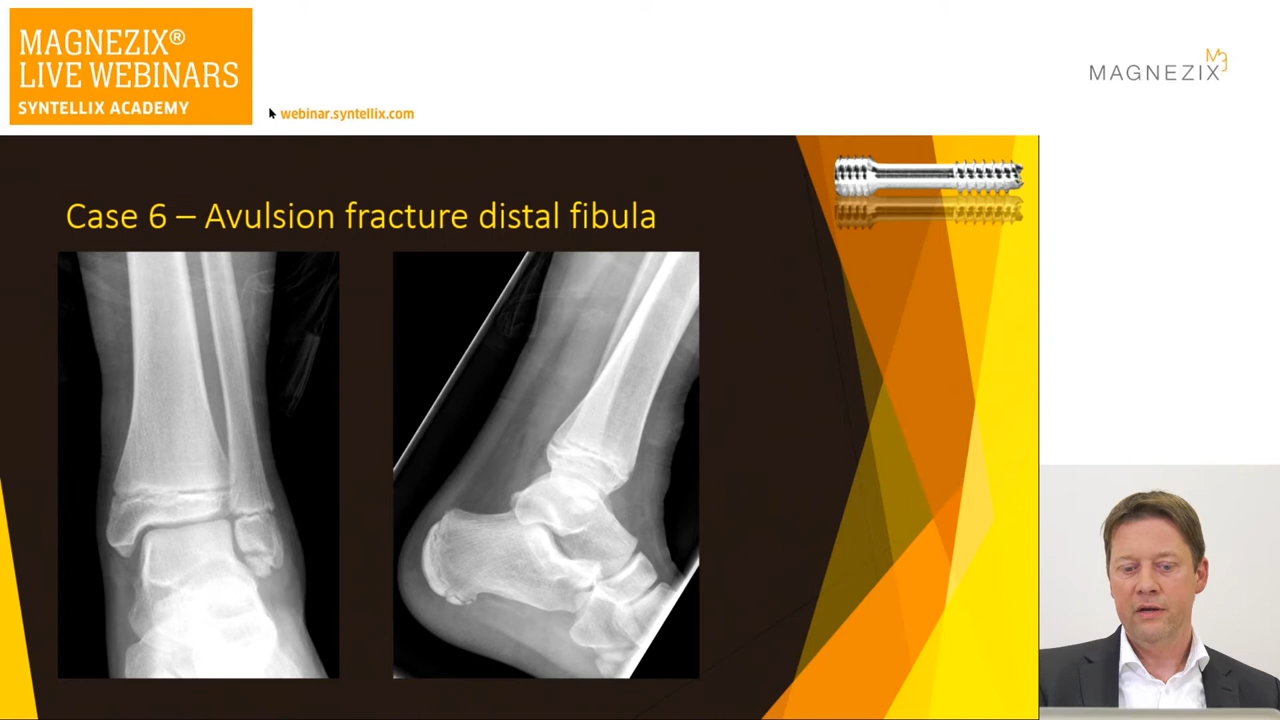 MAGNEZIX®
LIVE WEBINARS
SYNTELLIX ACADEMY
webinar.syntellix.com
MAGNEZIX
Case 6 – Avulsion fracture distal fibula